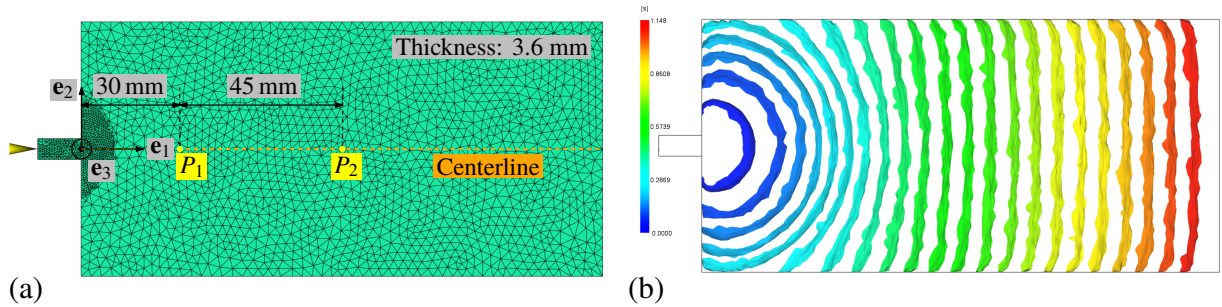 Thickness: 3.6 mm
30 mm
45 mm
e2
e1
e3
P1
P2
Centerline
(a)
[s]
1.148
0.8608
0.5739
0.2869
0.0000
(b)